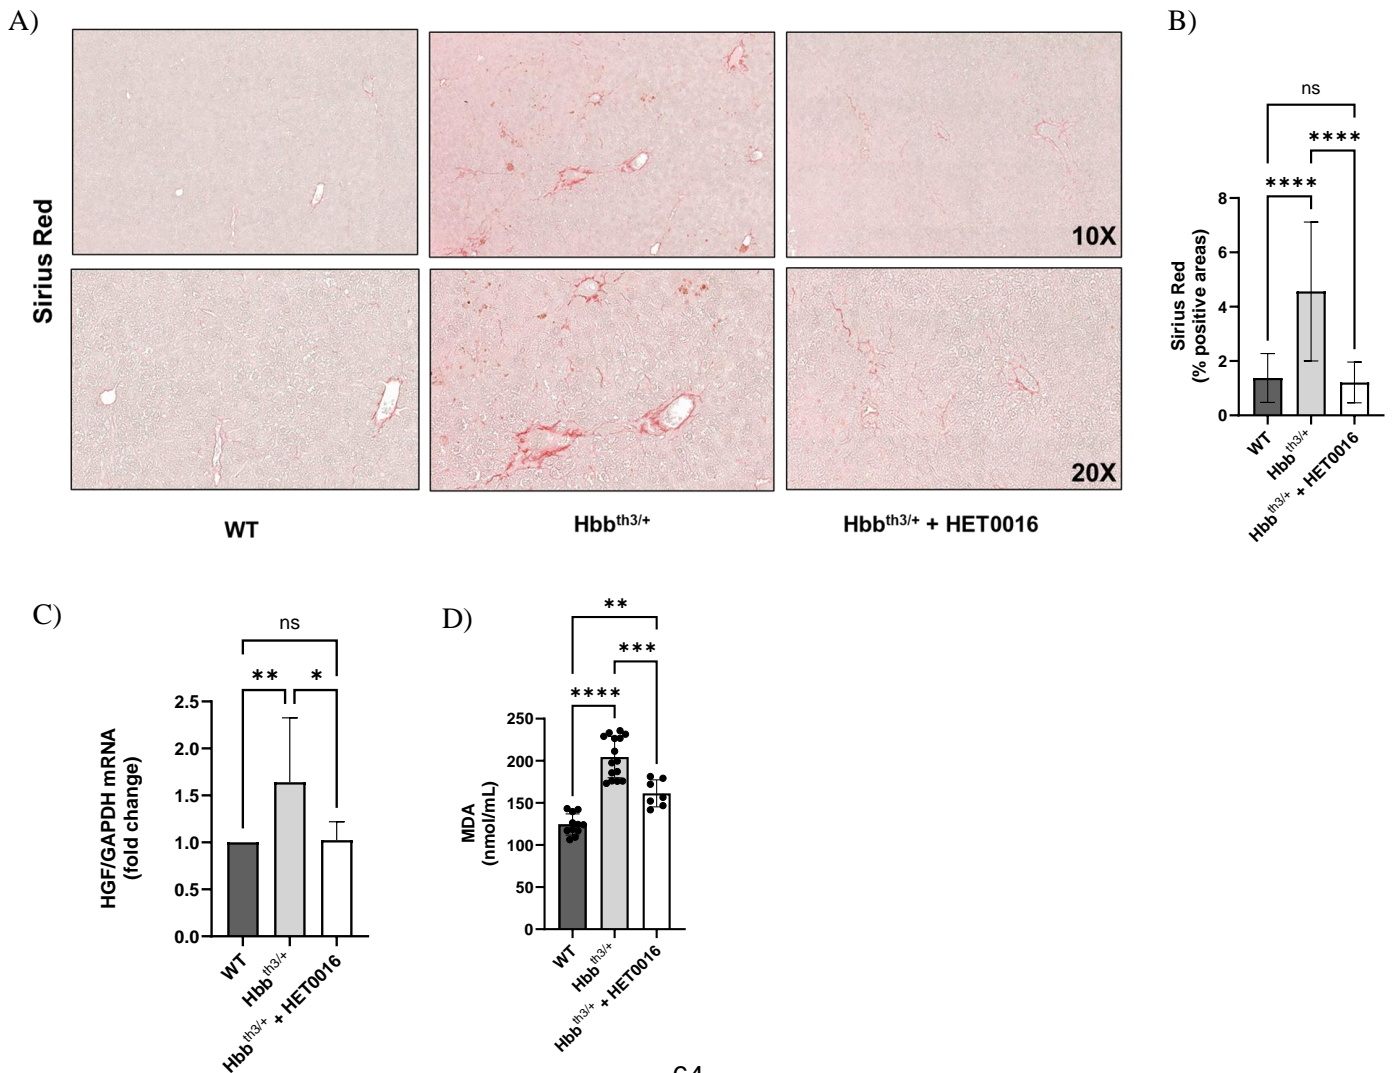 A)
Sirius Red
10X
20X
WT
Hbbth3/+
Hbbth3/+ + HET0016
B)
ns
****
****
Sirius Red
(% positive areas)
8
6
4
2
0
WT
Hbbth3/+
Hbbth3/+ + HET0016
C)
ns
**
*
HGF/GAPDH mRNA
(fold change)
2.5
2.0
1.5
1.0
0.5
0.0
WT
Hbbth3/+
Hbbth3/+ + HET0016
D)
**
***
****
MDA
(nmol/mL)
250
200
150
100
50
0
WT
Hbbth3/+
Hbbth3/+ + HET0016
64